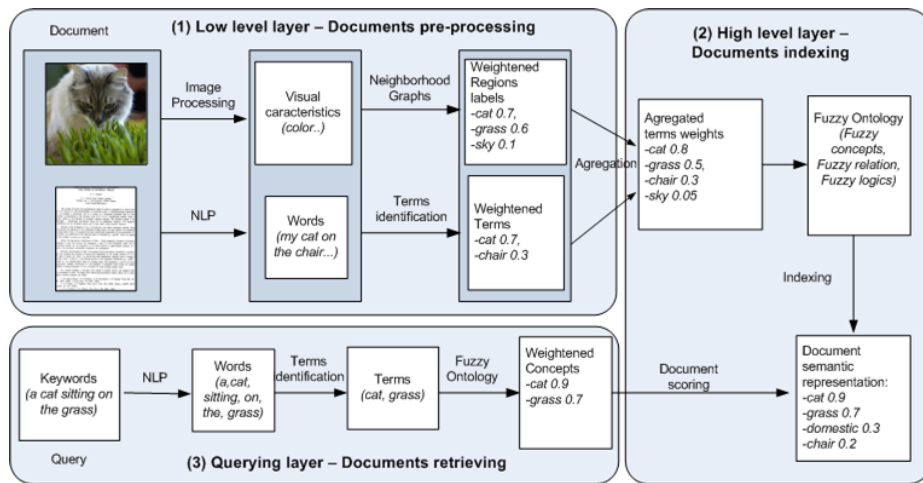 Document
(1) Low level layer – Documents pre-processing
Image
Processing
Visual
caracteristics
(color..)
Neighborhood
Graphs
Weightened
Regions
labels
-cat 0.7,
-grass 0.6
-sky 0.1
NLP
Words
(my cat on
the chair...)
Terms
identification
Weightened
Terms
-cat 0.7,
-chair 0.3
Agregation
(2) High level layer –
Documents indexing
Agregated
terms weights
-cat 0.8
-grass 0.5,
-chair 0.3
-sky 0.05
Fuzzy Ontology
(Fuzzy
concepts,
Fuzzy relation,
Fuzzy logics)
Indexing
Document
semantic
representation:
-cat 0.9
-grass 0.7
-domestic 0.3
-chair 0.2
Keywords
(a cat sitting on
the grass)
Query
NLP
Words
(a,cat,
sitting, on,
the, grass)
Terms
identification
Terms
(cat, grass)
Fuzzy
Ontology
Weightened
Concepts
-cat 0.9
-grass 0.7
Document
scoring
(3) Querying layer – Documents retrieving